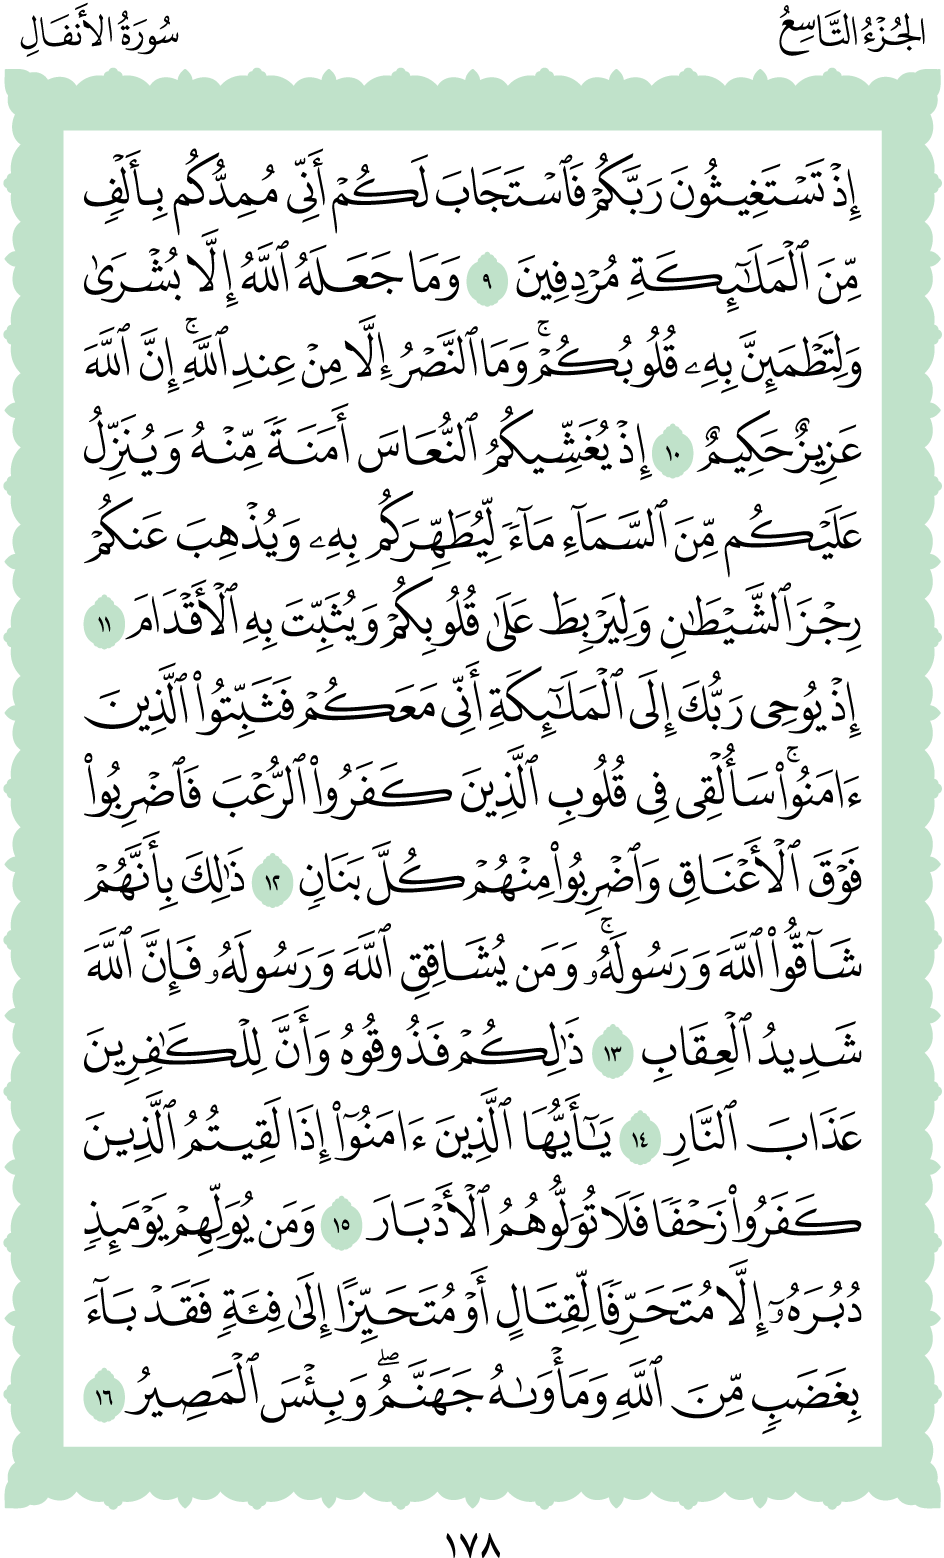 الجُزْءُ التَّاسِعُ
سُورَةُ الأَنفَالِ
إِذْ تَسْتَغِيثُونَ رَبَّكُمْ فَٱسْتَجَابَ لَكُمْ أَنِّي مُمِدُّكُم بِأَلْفٍ
مِّنَ ٱلْمَلَٰٓئِكَةِ مُرْدِفِينَ ٩ وَمَا جَعَلَهُ ٱللَّهُ إِلَّا بُشْرَىٰ
وَلِتَطْمَئِنَّ بِهِۦ قُلُوبُكُمْ ۚ وَمَا ٱلنَّصْرُ إِلَّا مِنْ عِندِ ٱللَّهِ ۚ إِنَّ ٱللَّهَ
عَزِيزٌ حَكِيمٌ ١٠ إِذْ يُغَشِّيكُمُ ٱلنُّعَاسَ أَمَنَةً مِّنْهُ وَيُنَزِّلُ
عَلَيْكُم مِّنَ ٱلسَّمَآءِ مَآءً لِّيُطَهِّرَكُم بِهِۦ وَيُذْهِبَ عَنكُمْ
رِجْزَ ٱلشَّيْطَٰنِ وَلِيَرْبِطَ عَلَىٰ قُلُوبِكُمْ وَيُثَبِّتَ بِهِ ٱلْأَقْدَامَ ١١
إِذْ يُوحِي رَبُّكَ إِلَى ٱلْمَلَٰٓئِكَةِ أَنِّي مَعَكُمْ فَثَبِّتُوا۟ ٱلَّذِينَ
ءَامَنُوا۟ ۚ سَأُلْقِي فِي قُلُوبِ ٱلَّذِينَ كَفَرُوا۟ ٱلرُّعْبَ فَٱضْرِبُوا۟
فَوْقَ ٱلْأَعْنَاقِ وَٱضْرِبُوا۟ مِنْهُمْ كُلَّ بَنَانٍ ١٢ ذَٰلِكَ بِأَنَّهُمْ
شَآقُّوا۟ ٱللَّهَ وَرَسُولَهُۥ ۚ وَمَن يُشَاقِقِ ٱللَّهَ وَرَسُولَهُۥ فَإِنَّ ٱللَّهَ
شَدِيدُ ٱلْعِقَابِ ١٣ ذَٰلِكُمْ فَذُوقُوهُ وَأَنَّ لِلْكَٰفِرِينَ
عَذَابَ ٱلنَّارِ ١٤ يَٰٓأَيُّهَا ٱلَّذِينَ ءَامَنُوٓا۟ إِذَا لَقِيتُمُ ٱلَّذِينَ
كَفَرُوا۟ زَحْفًا فَلَا تُوَلُّوهُمُ ٱلْأَدْبَارَ ١٥ وَمَن يُوَلِّهِمْ يَوْمَئِذٍ
دُبُرَهُۥٓ إِلَّا مُتَحَرِّفًا لِّقِتَالٍ أَوْ مُتَحَيِّزًا إِلَىٰ فِئَةٍ فَقَدْ بَآءَ
بِغَضَبٍ مِّنَ ٱللَّهِ وَمَأْوَىٰهُ جَهَنَّمُ ۖ وَبِئْسَ ٱلْمَصِيرُ ١٦
١٧٨